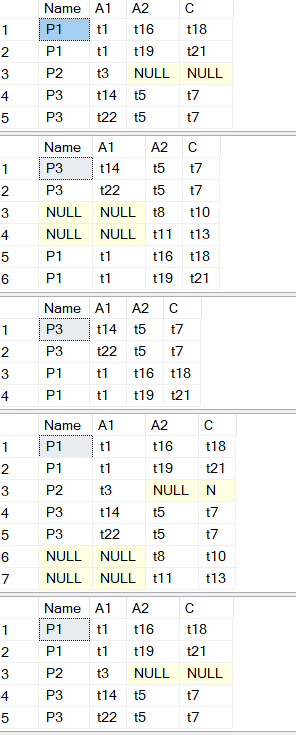 Name A1 A2 C
1 P1 t1 t16 t18
2 P1 t1 t19 t21
3 P2 t3 NULL NULL
4 P3 t14 t5 t7
5 P3 t22 t5 t7
Name A1 A2 C
1 P3 t14 t5 t7
2 P3 t22 t5 t7
3 NULL NULL t8 t10
4 NULL NULL t11 t13
5 P1 t1 t16 t18
6 P1 t1 t19 t21
Name A1 A2 C
1 P3 t14 t5 t7
2 P3 t22 t5 t7
3 P1 t1 t16 t18
4 P1 t1 t19 t21
Name A1 A2 C
1 P1 t1 t16 t18
2 P1 t1 t19 t21
3 P2 t3 NULL N
4 P3 t14 t5 t7
5 P3 t22 t5 t7
6 NULL NULL t8 t10
7 NULL NULL t11 t13
Name A1 A2 C
1 P1 t1 t16 t18
2 P1 t1 t19 t21
3 P2 t3 NULL NULL
4 P3 t14 t5 t7
5 P3 t22 t5 t7